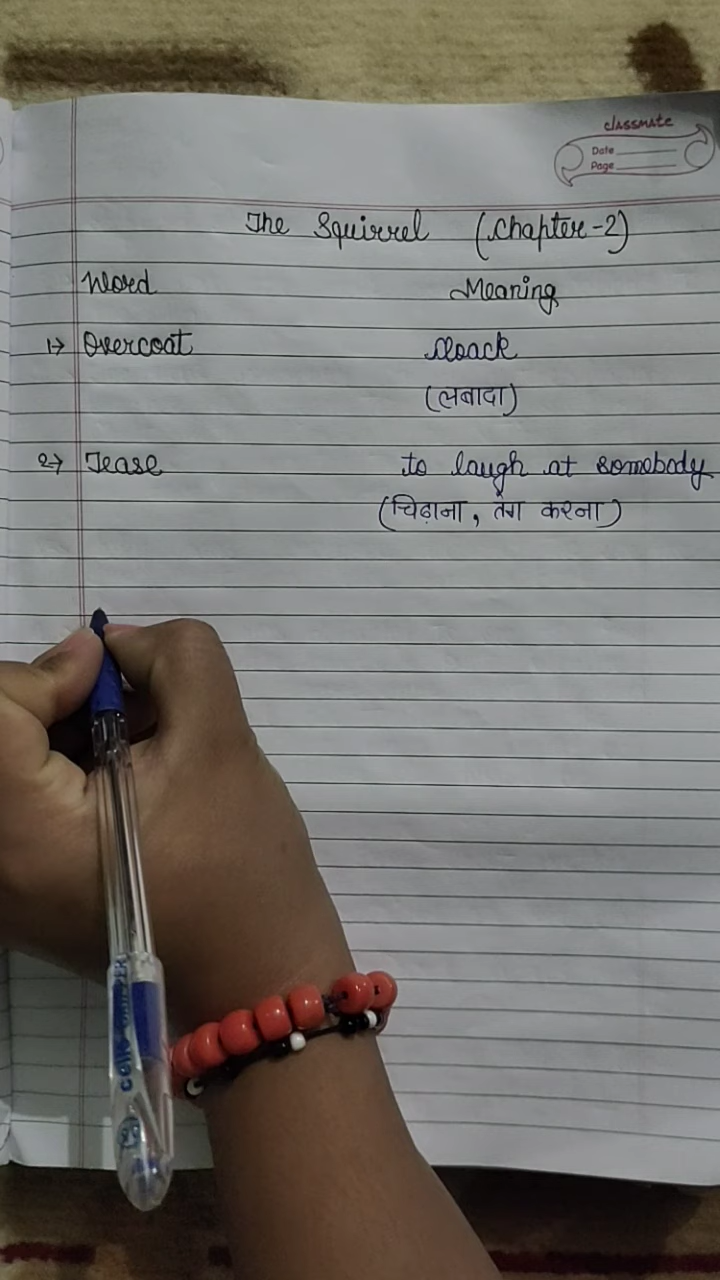 classmate
Date
Page
The Squirrel (Chapter-2)
Word Meaning
1→ Overcoat cloack
(लबादा)
2→ Tease to laugh at somebody
(चिढ़ाना, तंग करना)
cello